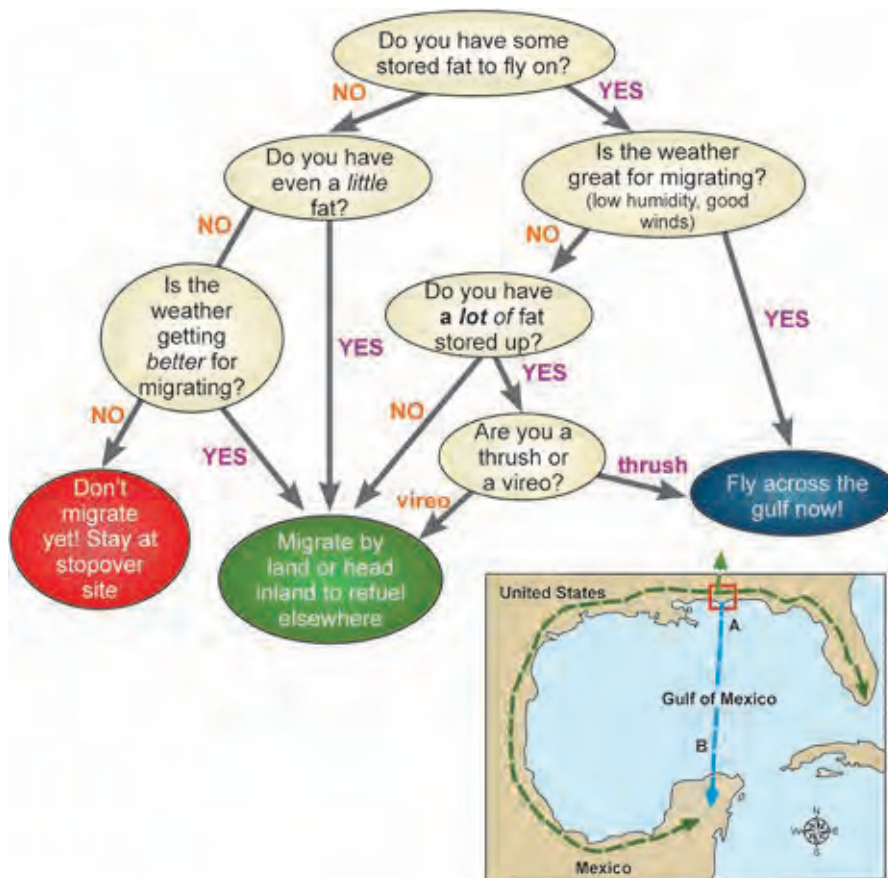 Do you have some
stored fat to fly on?
NO
YES
Do you have
even a little
fat?
Is the weather
great for migrating?
(low humidity, good
winds)
NO
NO
Is the
weather
getting
better for
migrating?
Do you have
a lot of fat
stored up?
YES
YES
YES
NO
NO
YES
Are you a
thrush or
a vireo?
thrush
vireo
Don't
migrate
yet! Stay at
stopover
site
Migrate by
land or head
inland to refuel
elsewhere
Fly across the
gulf now!
United States
A
Gulf of Mexico
B
N
W E
S
Mexico